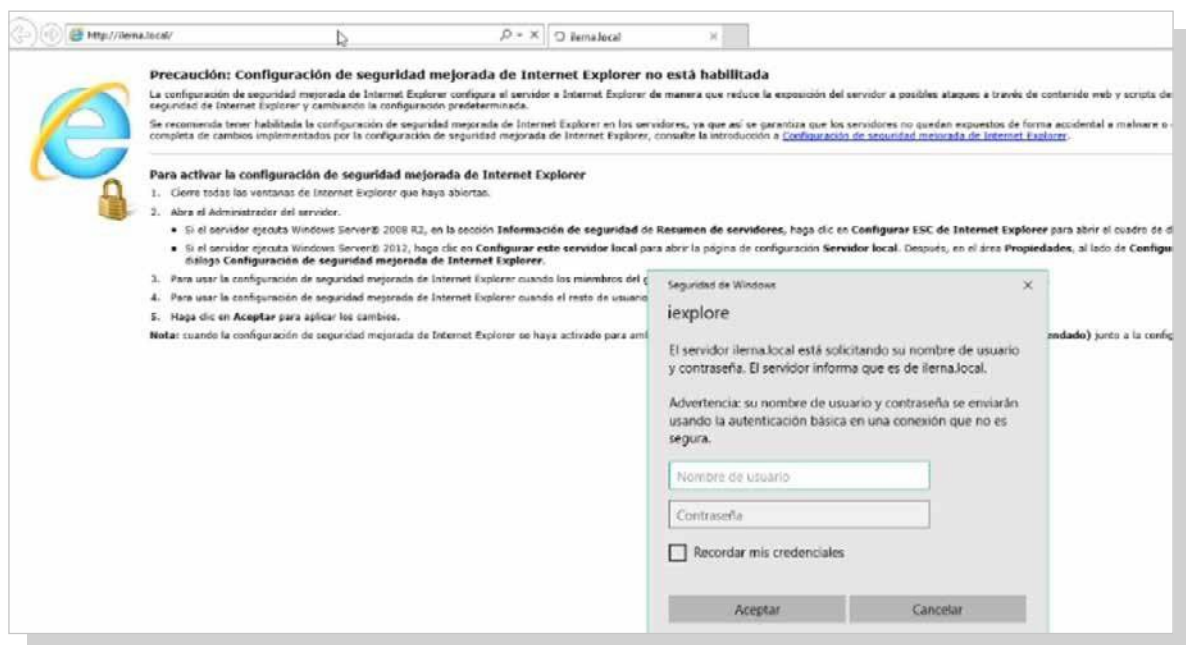 http://ilerna.local/
ilerna.local
Precaución: Configuración de seguridad mejorada de Internet Explorer no está habilitada
La configuración de seguridad mejorada de Internet Explorer configura el servidor e Internet Explorer de manera que reduce la exposición del servidor a posibles ataques a través de contenido web y scripts de
seguridad de Internet Explorer y cambiando la configuración predeterminada.
Se recomienda tener habilitada la configuración de seguridad mejorada de Internet Explorer en los servidores, ya que así se garantiza que los servidores no quedan expuestos de forma accidental a malware o
completa de cambios implementados por la configuración de seguridad mejorada de Internet Explorer, consulte la introducción a Configuración de seguridad mejorada de Internet Explorer.
Para activar la configuración de seguridad mejorada de Internet Explorer
1. Cierre todas las ventanas de Internet Explorer que haya abiertas.
2. Abra el Administrador del servidor.
• Si el servidor ejecuta Windows Server® 2008 R2, en la sección Información de seguridad de Resumen de servidores, haga clic en Configurar ESC de Internet Explorer para abrir el cuadro de d
• Si el servidor ejecuta Windows Server® 2012, haga clic en Configurar este servidor local para abrir la página de configuración Servidor local. Después, en el área Propiedades, al lado de Configu
diálogo Configuración de seguridad mejorada de Internet Explorer.
3. Para usar la configuración de seguridad mejorada de Internet Explorer cuando los miembros del g
4. Para usar la configuración de seguridad mejorada de Internet Explorer cuando el resto de usuario
5. Haga clic en Aceptar para aplicar los cambios.
Nota: cuando la configuración de seguridad mejorada de Internet Explorer se haya activado para am endado) junto a la config
Seguridad de Windows
iexplore
El servidor ilerna.local está solicitando su nombre de usuario
y contraseña. El servidor informa que es de ilerna.local.
Advertencia: su nombre de usuario y contraseña se enviarán
usando la autenticación básica en una conexión que no es
segura.
Nombre de usuario
Contraseña
Recordar mis credenciales
Aceptar Cancelar